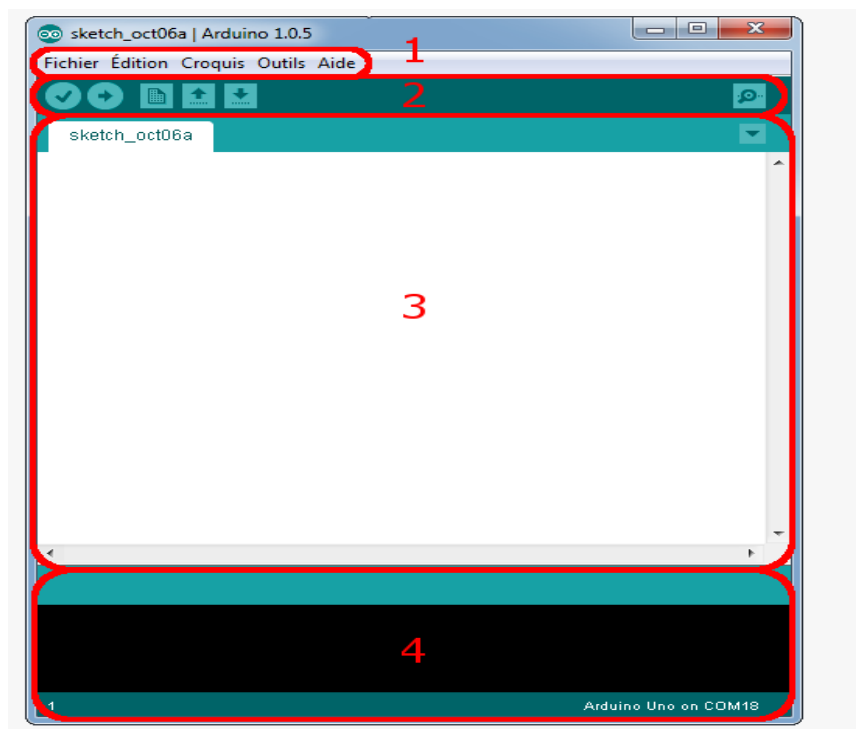 sketch_oct06a | Arduino 1.0.5
Fichier Édition Croquis Outils Aide
1
2
sketch_oct06a
3
4
1
Arduino Uno on COM18